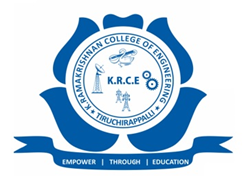 K.RAMAKRISHNAN COLLEGE OF ENGINEERING
K.R.C.E
TIRUCHIRAPPALLI
EMPOWER | THROUGH | EDUCATION